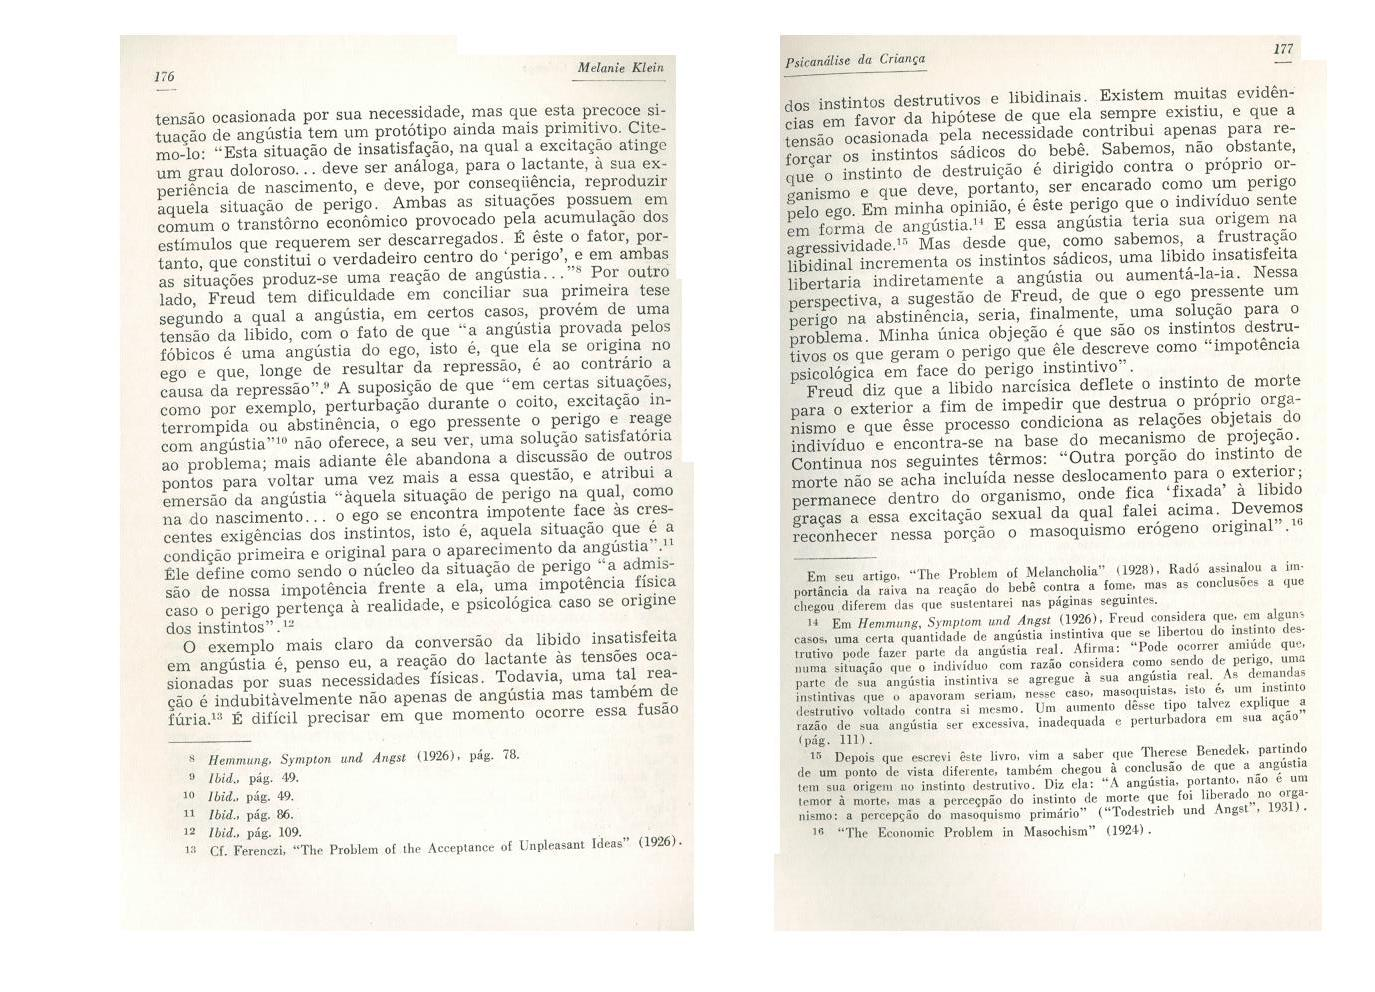 176
Melanie Klein
tensão ocasionada por sua necessidade, mas que esta precoce si-
tuação de angústia tem um protótipo ainda mais primitivo. Cite-
mo-lo: “Esta situação de insatisfação, na qual a excitação atinge
um grau doloroso... deve ser análoga, para o lactante, à sua ex-
periência de nascimento, e deve, por conseqüência, reproduzir
aquela situação de perigo. Ambas as situações possuem em
comum o transtôrno econômico provocado pela acumulação dos
estímulos que requerem ser descarregados. É êste o fator, por-
tanto, que constitui o verdadeiro centro do ‘perigo’, e em ambas
as situações produz-se uma reação de angústia...”⁸ Por outro
lado, Freud tem dificuldade em conciliar sua primeira tese
segundo a qual a angústia, em certos casos, provém de uma
tensão da libido, com o fato de que “a angústia provada pelos
fóbicos é uma angústia do ego, isto é, que ela se origina no
ego e que, longe de resultar da repressão, é ao contrário a
causa da repressão”.⁹ A suposição de que “em certas situações,
como por exemplo, perturbação durante o coito, excitação in-
terrompida ou abstinência, o ego pressente o perigo e reage
com angústia”¹⁰ não oferece, a seu ver, uma solução satisfatória
ao problema; mais adiante êle abandona a discussão de outros
pontos para voltar uma vez mais a essa questão, e atribui a
emersão da angústia “àquela situação de perigo na qual, como
na do nascimento... o ego se encontra impotente face às cres-
centes exigências dos instintos, isto é, aquela situação que é a
condição primeira e original para o aparecimento da angústia”.¹¹
Êle define como sendo o núcleo da situação de perigo “a admis-
são de nossa impotência frente a ela, uma impotência física
caso o perigo pertença à realidade, e psicológica caso se origine
dos instintos”.¹²
O exemplo mais claro da conversão da libido insatisfeita
em angústia é, penso eu, a reação do lactante às tensões oca-
sionadas por suas necessidades físicas. Todavia, uma tal rea-
ção é indubitàvelmente não apenas de angústia mas também de
fúria.¹³ É difícil precisar em que momento ocorre essa fusão
8 Hemmung, Sympton und Angst (1926), pág. 78.
9 Ibid., pág. 49.
10 Ibid., pág. 49.
11 Ibid., pág. 86.
12 Ibid., pág. 109.
13 Cf. Ferenczi, “The Problem of the Acceptance of Unpleasant Ideas” (1926).
Psicanálise da Criança
177
dos instintos destrutivos e libidinais. Existem muitas evidên-
cias em favor da hipótese de que ela sempre existiu, e que a
tensão ocasionada pela necessidade contribui apenas para re-
forçar os instintos sádicos do bebê. Sabemos, não obstante,
que o instinto de destruição é dirigido contra o próprio or-
ganismo e que deve, portanto, ser encarado como um perigo
pelo ego. Em minha opinião, é êste perigo que o indivíduo sente
em forma de angústia.¹⁴ E essa angústia teria sua origem na
agressividade.¹⁵ Mas desde que, como sabemos, a frustração
libidinal incrementa os instintos sádicos, uma libido insatisfeita
libertaria indiretamente a angústia ou aumentá-la-ia. Nessa
perspectiva, a sugestão de Freud, de que o ego pressente um
perigo na abstinência, seria, finalmente, uma solução para o
problema. Minha única objeção é que são os instintos destru-
tivos os que geram o perigo que êle descreve como “impotência
psicológica em face do perigo instintivo”.
Freud diz que a libido narcísica deflete o instinto de morte
para o exterior a fim de impedir que destrua o próprio orga-
nismo e que êsse processo condiciona as relações objetais do
indivíduo e encontra-se na base do mecanismo de projeção.
Continua nos seguintes têrmos: “Outra porção do instinto de
morte não se acha incluída nesse deslocamento para o exterior;
permanece dentro do organismo, onde fica ‘fixada’ à libido
graças a essa excitação sexual da qual falei acima. Devemos
reconhecer nessa porção o masoquismo erógeno original”.¹⁶
Em seu artigo, “The Problem of Melancholia” (1928), Radó assinalou a im-
portância da raiva na reação do bebê contra a fome, mas as conclusões a que
chegou diferem das que sustentarei nas páginas seguintes.
14 Em Hemmung, Symptom und Angst (1926), Freud considera que, em alguns
casos, uma certa quantidade de angústia instintiva que se libertou do instinto des-
trutivo pode fazer parte da angústia real. Afirma: “Pode ocorrer amiúde que,
numa situação que o indivíduo com razão considera como sendo de perigo, uma
parte de sua angústia instintiva se agregue à sua angústia real. As demandas
instintivas que o apavoram seriam, nesse caso, masoquistas, isto é, um instinto
destrutivo voltado contra si mesmo. Um aumento dêsse tipo talvez explique a
razão de sua angústia ser excessiva, inadequada e perturbadora em sua ação”
(pág. 111).
15 Depois que escrevi êste livro, vim a saber que Therese Benedek, partindo
de um ponto de vista diferente, também chegou à conclusão de que a angústia
tem sua origem no instinto destrutivo. Diz ela: “A angústia, portanto, não é um
temor à morte, mas a percecpção do instinto de morte que foi liberado no orga-
nismo: a percepção do masoquismo primário” (“Todestrieb und Angst”, 1931).
16 “The Economic Problem in Masochism” (1924).